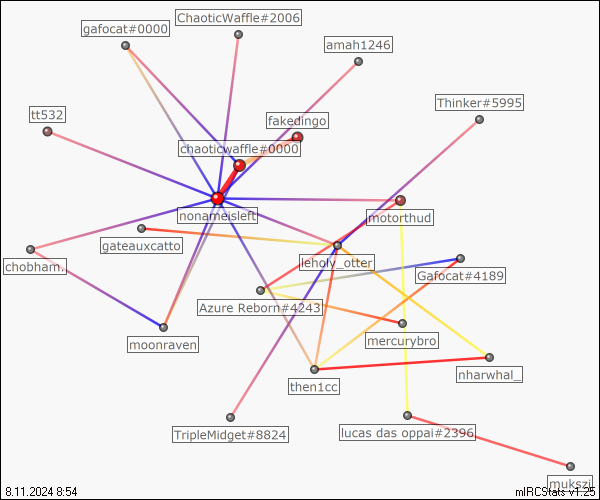 ChaoticWaffle#2006
gafocat#0000
amah1246
Thinker#5995
tt532
fakedingo
chaoticwaffle#0000
nonameisleft
motorthud
gateauxcatto
lehofy_otter
chobham.
Gafocat#4189
Azure Reborn#4243
moonraven
mercurybro
nharwhal_
then1cc
TripleMidget#8824
lucas das oppai#2396
mukszi
8.11.2024 8:54
mIRCStats v1.25